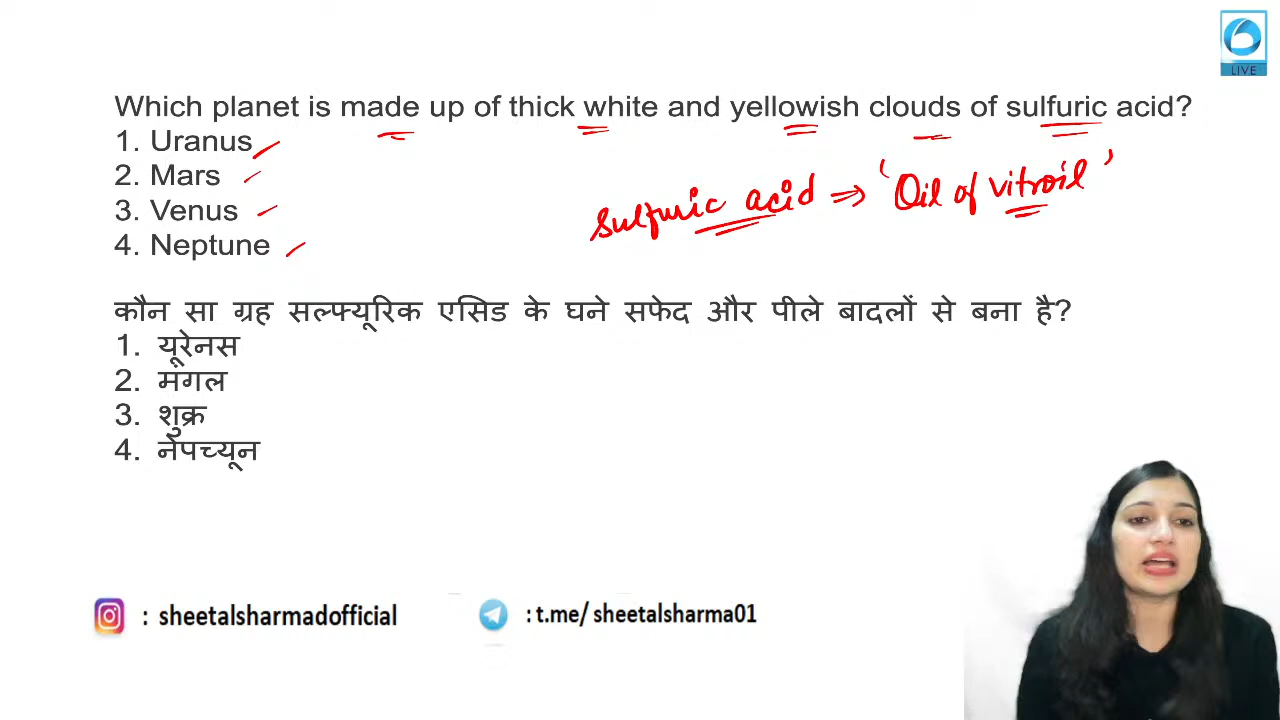 LIVE
Which planet is made up of thick white and yellowish clouds of sulfuric acid?
1. Uranus
2. Mars
3. Venus
4. Neptune
Sulfuric acid ⇒ 'Oil of vitroil'
कौन सा ग्रह सल्फ्यूरिक एसिड के घने सफेद और पीले बादलों से बना है?
1. यूरेनस
2. मंगल
3. शुक्र
4. नेपच्यून
: sheetalsharmadofficial
: t.me/ sheetalsharma01